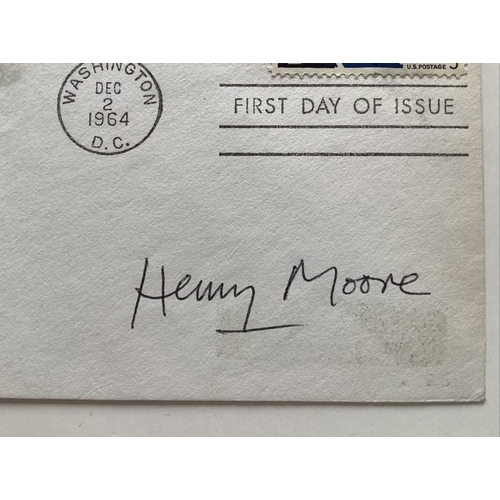 U.S. POSTAGE 5
WASHINGTON
DEC
2
1964
D.C.
FIRST DAY OF ISSUE
Henry Moore